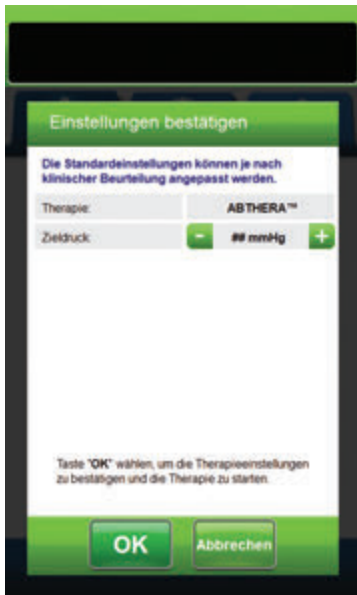 Einstellungen bestätigen
Die Standardeinstellungen können je nach
klinischer Beurteilung angepasst werden.
Therapie: ABTHERA™
Zieldruck: - ## mmHg +
Taste "OK" wählen, um die Therapieeinstellungen
zu bestätigen und die Therapie zu starten.
OK Abbrechen